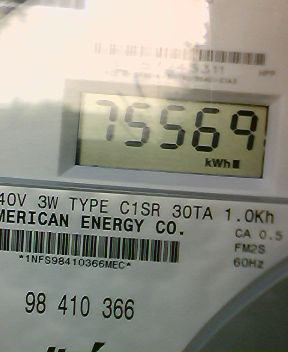 75569
kWh
40V 3W TYPE C1SR 30TA 1.0Kh
MERICAN ENERGY CO.
CA 0.5
FM2S
*1NFS98410366MEC*
60Hz
98 410 366